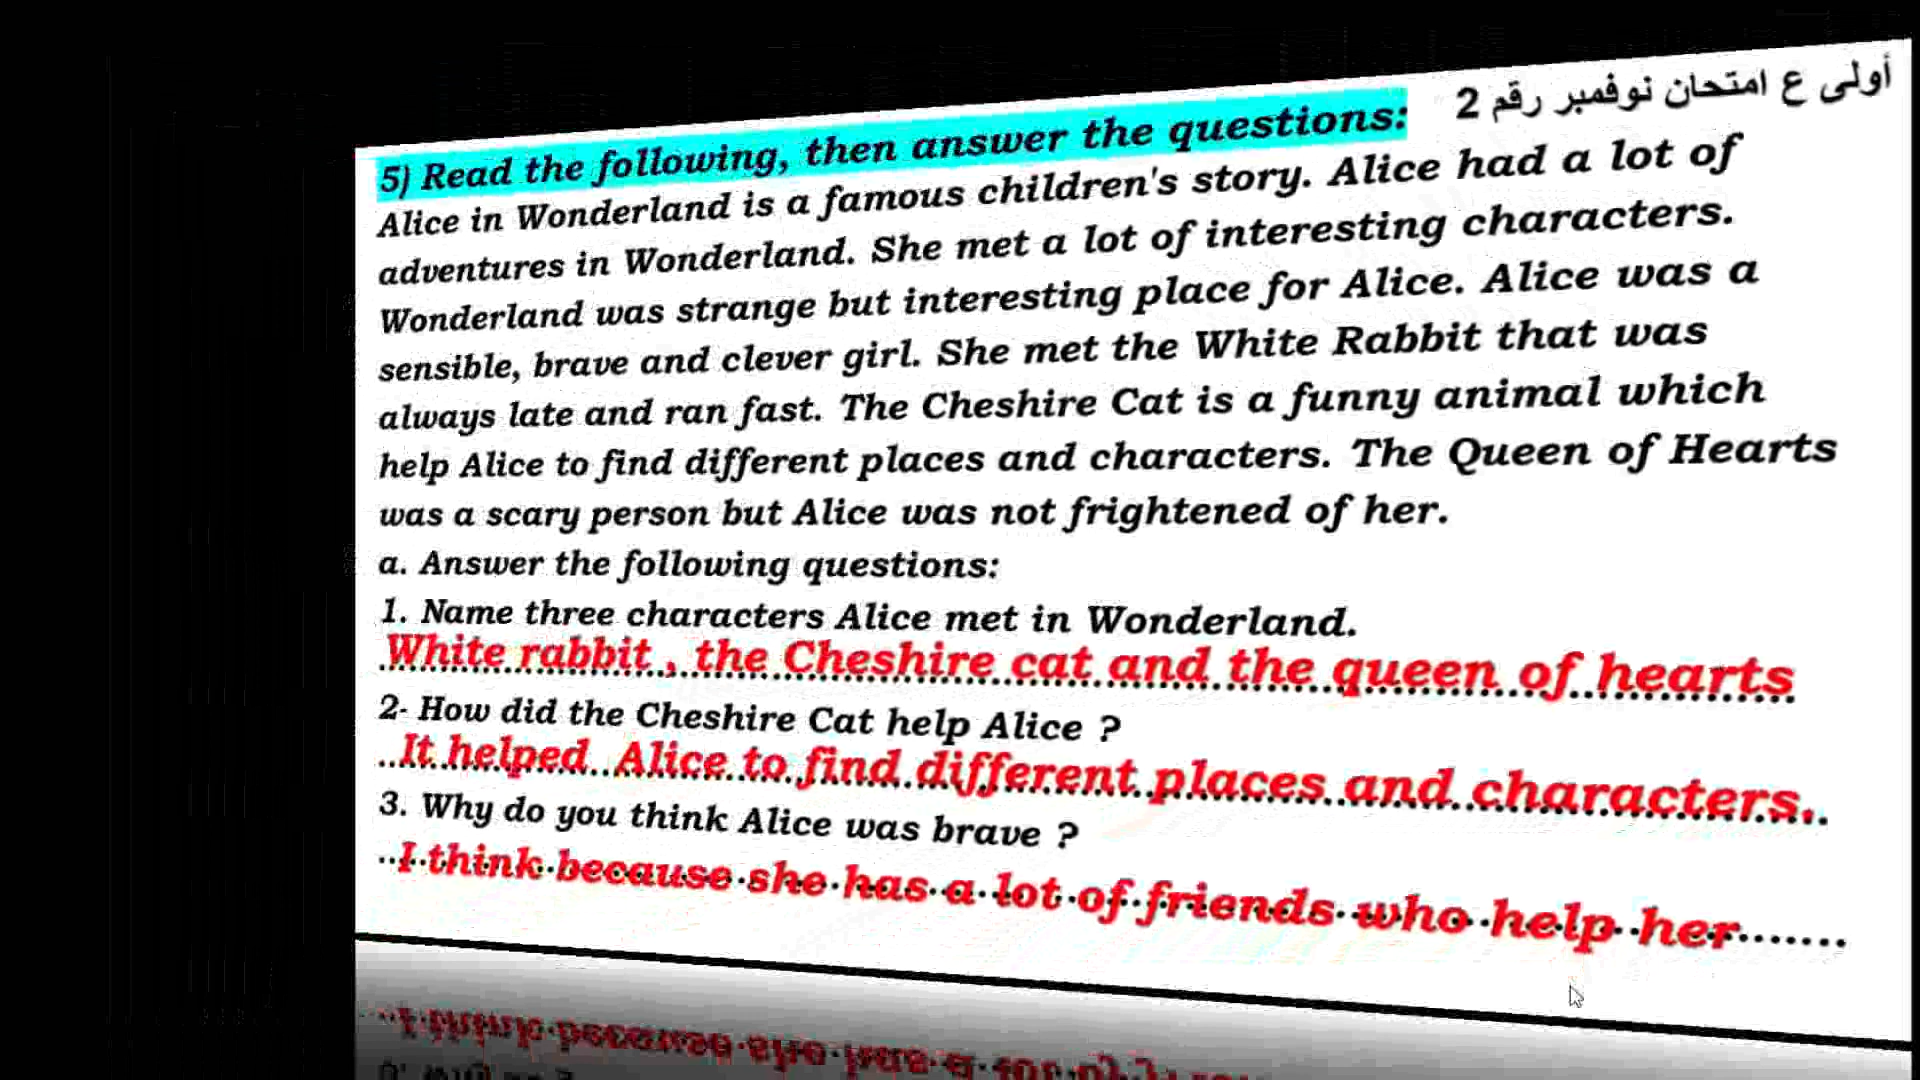 أولى ع امتحان نوفمبر رقم 2
5) Read the following, then answer the questions:
Alice in Wonderland is a famous children's story. Alice had a lot of
adventures in Wonderland. She met a lot of interesting characters.
Wonderland was strange but interesting place for Alice. Alice was a
sensible, brave and clever girl. She met the White Rabbit that was
always late and ran fast. The Cheshire Cat is a funny animal which
help Alice to find different places and characters. The Queen of Hearts
was a scary person but Alice was not frightened of her.
a. Answer the following questions:
1. Name three characters Alice met in Wonderland.
White rabbit , the Cheshire cat and the queen of hearts
2- How did the Cheshire Cat help Alice ?
It helped Alice to find different places and characters.
3. Why do you think Alice was brave ?
I think because she has a lot of friends who help her